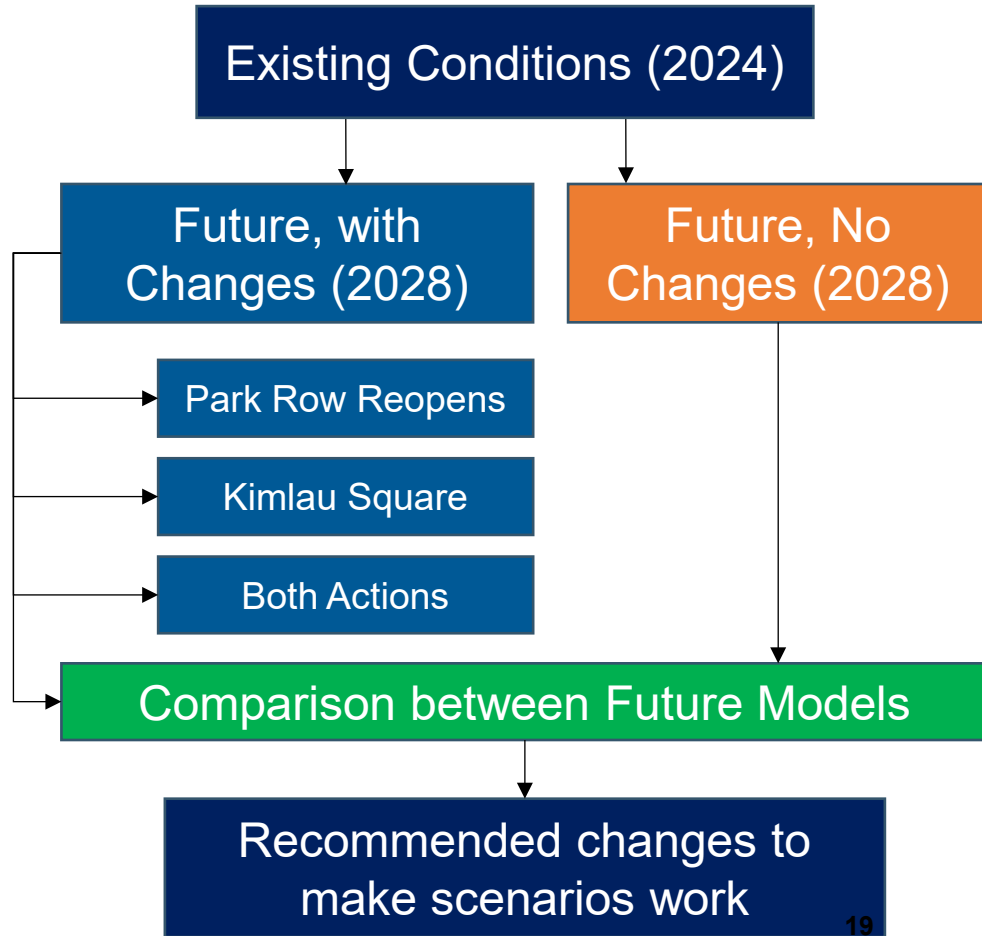 Existing Conditions (2024)
Future, with
Changes (2028)
Future, No
Changes (2028)
Park Row Reopens
Kimlau Square
Both Actions
Comparison between Future Models
Recommended changes to
make scenarios work
19